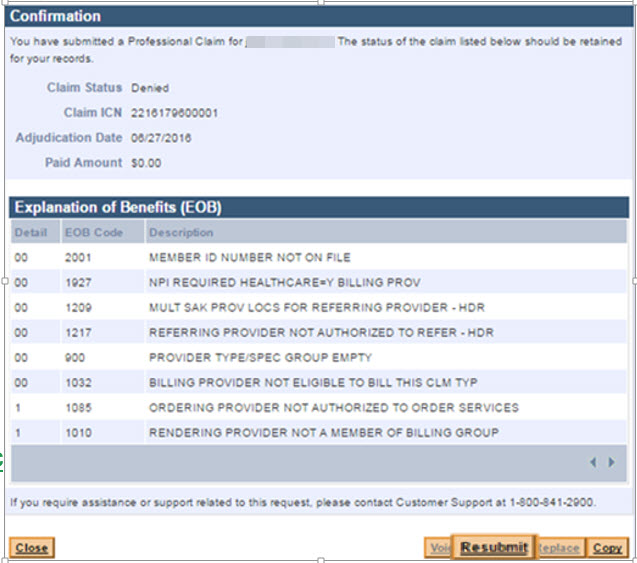 Confirmation
You have submitted a Professional Claim for The status of the claim listed below should be retained
for your records.
Claim Status Denied
Claim ICN 2216179600001
Adjudication Date 06/27/2016
Paid Amount $0.00
Explanation of Benefits (EOB)
Detail EOB Code Description
00 2001 MEMBER ID NUMBER NOT ON FILE
00 1927 NPI REQUIRED HEALTHCARE=Y BILLING PROV
00 1209 MULT SAK PROV LOCS FOR REFERRING PROVIDER - HDR
00 1217 REFERRING PROVIDER NOT AUTHORIZED TO REFER - HDR
00 900 PROVIDER TYPE/SPEC GROUP EMPTY
00 1032 BILLING PROVIDER NOT ELIGIBLE TO BILL THIS CLM TYP
1 1085 ORDERING PROVIDER NOT AUTHORIZED TO ORDER SERVICES
1 1010 RENDERING PROVIDER NOT A MEMBER OF BILLING GROUP
If you require assistance or support related to this request, please contact Customer Support at 1-800-841-2900.
Close Voi Resubmit eplace Copy